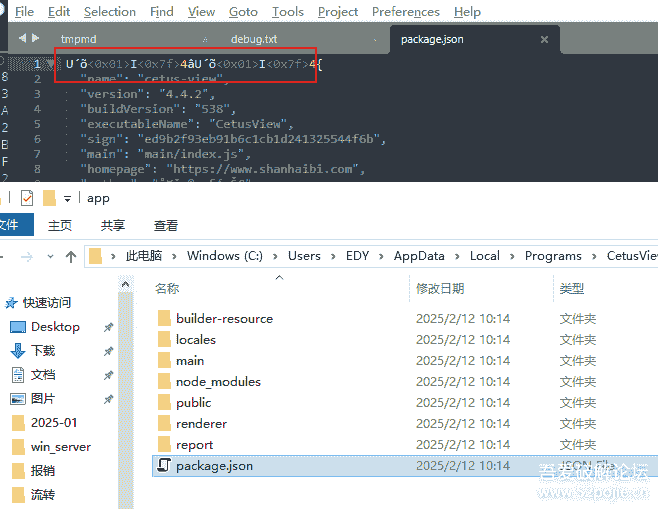 File Edit Selection Find View Goto Tools Project Preferences Help
tmpmd debug.txt package.json
1 U´õ<0x01>I<0x7f>4âU´õ<0x01>I<0x7f>4{
2 "name": "cetus-view",
3 "version": "4.4.2",
4 "buildVersion": "538",
5 "executableName": "CetusView",
6 "sign": "ed9b2f93eb91b6c1cb1d241325544f6b",
7 "main": "main/index.js",
8 "homepage": "https://www.shanhaibi.com",
app
文件 主页 共享 查看
此电脑 Windows (C:) Users EDY AppData Local Programs CetusView
名称 修改日期 类型
快速访问
Desktop
下载
文档
图片
2025-01
win_server
报销
流转
builder-resource 2025/2/12 10:14 文件夹
locales 2025/2/12 10:14 文件夹
main 2025/2/12 10:14 文件夹
node_modules 2025/2/12 10:14 文件夹
public 2025/2/12 10:14 文件夹
renderer 2025/2/12 10:14 文件夹
report 2025/2/12 10:14 文件夹
package.json 2025/2/12 10:14 JSON File
吾爱破解论坛
www.52pojie.cn